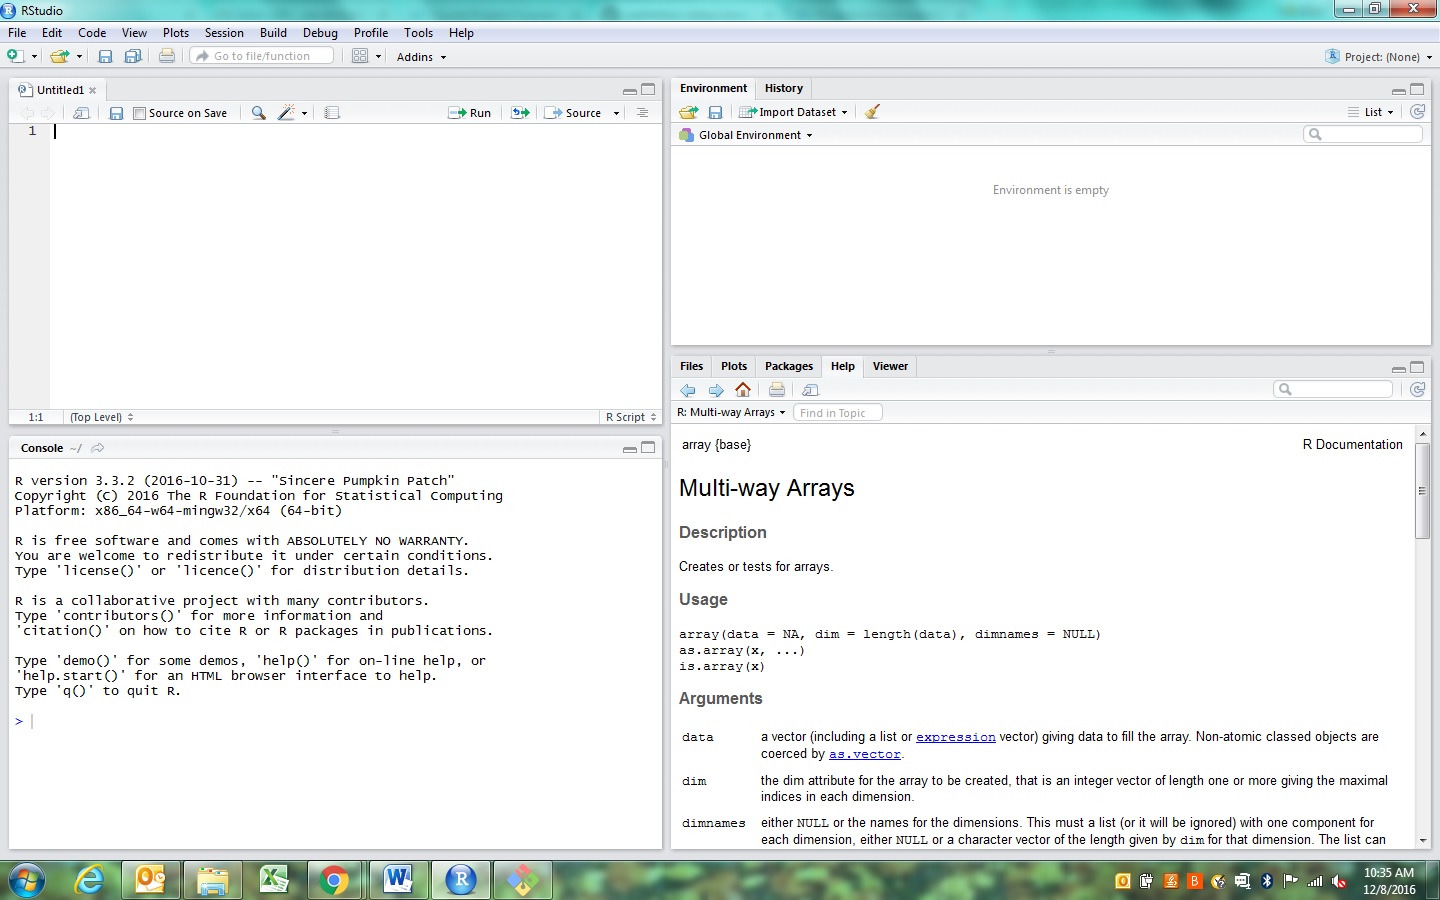 RStudio
File Edit Code View Plots Session Build Debug Profile Tools Help
Go to file/function Addins Project: (None)
Untitled1
Source on Save Run Source
1
1:1 (Top Level) R Script
Console ~/
R version 3.3.2 (2016-10-31) -- "Sincere Pumpkin Patch"
Copyright (C) 2016 The R Foundation for Statistical Computing
Platform: x86_64-w64-mingw32/x64 (64-bit)
R is free software and comes with ABSOLUTELY NO WARRANTY.
You are welcome to redistribute it under certain conditions.
Type 'license()' or 'licence()' for distribution details.
R is a collaborative project with many contributors.
Type 'contributors()' for more information and
'citation()' on how to cite R or R packages in publications.
Type 'demo()' for some demos, 'help()' for on-line help, or
'help.start()' for an HTML browser interface to help.
Type 'q()' to quit R.
>
Environment History
Import Dataset List
Global Environment
Environment is empty
Files Plots Packages Help Viewer
R: Multi-way Arrays Find in Topic
array {base} R Documentation
Multi-way Arrays
Description
Creates or tests for arrays.
Usage
array(data = NA, dim = length(data), dimnames = NULL)
as.array(x, ...)
is.array(x)
Arguments
data a vector (including a list or expression vector) giving data to fill the array. Non-atomic classed objects are
coerced by as.vector.
dim the dim attribute for the array to be created, that is an integer vector of length one or more giving the maximal
indices in each dimension.
dimnames either NULL or the names for the dimensions. This must a list (or it will be ignored) with one component for
each dimension, either NULL or a character vector of the length given by dim for that dimension. The list can
10:35 AM
12/8/2016